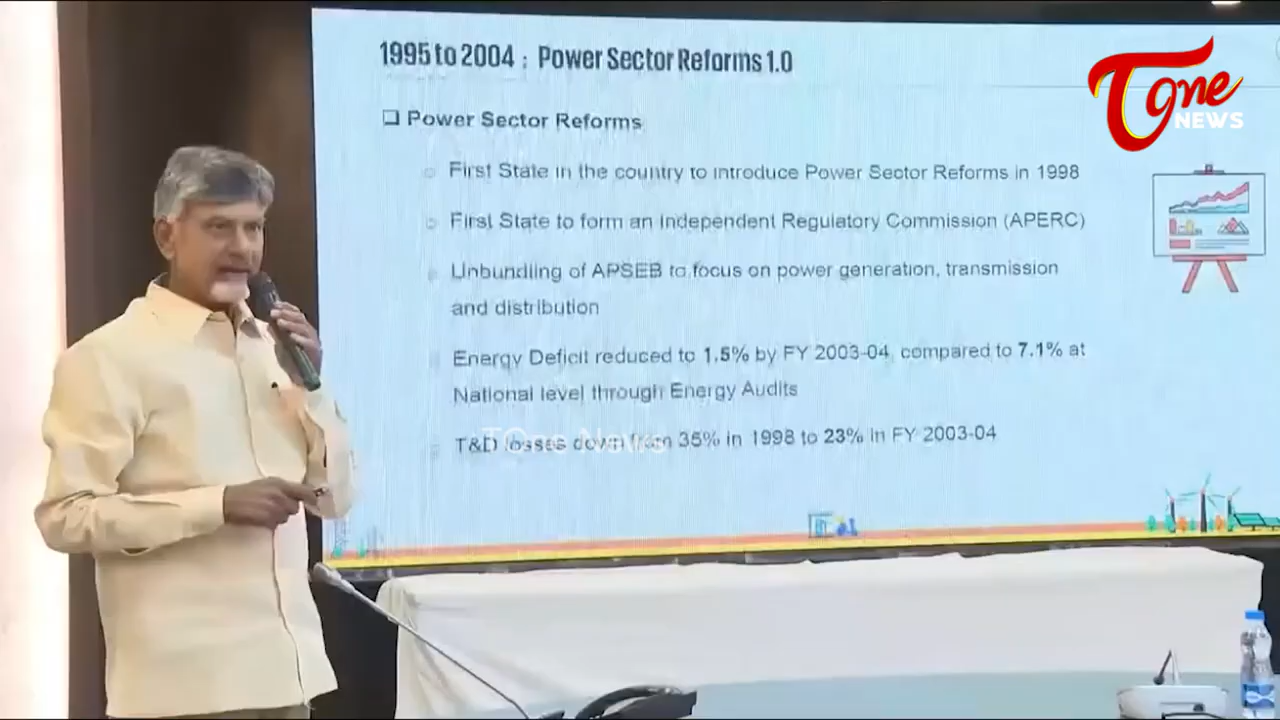 1995 to 2004 : Power Sector Reforms 1.0
TOne
NEWS
❑ Power Sector Reforms
First State in the country to introduce Power Sector Reforms in 1998
First State to form an Independent Regulatory Commission (APERC)
Unbundling of APSEB to focus on power generation, transmission
and distribution
Energy Deficit reduced to 1.5% by FY 2003-04, compared to 7.1% at
National level through Energy Audits
T&D losses down from 35% in 1998 to 23% in FY 2003-04
TOne News